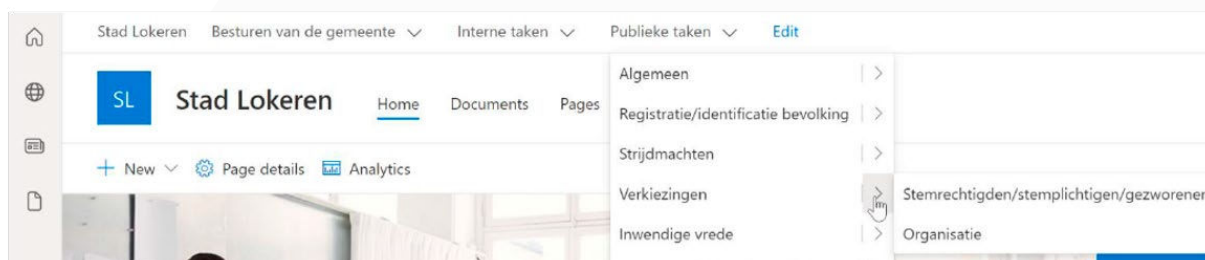 Stad Lokeren Besturen van de gemeente Interne taken Publieke taken Edit
Algemeen
SL Stad Lokeren Home Documents Pages
Registratie/identificatie bevolking
Strijdmachten
New Page details Analytics
Verkiezingen
Stemrechtigden/stemplichtigen/gezworenen
Inwendige vrede
Organisatie